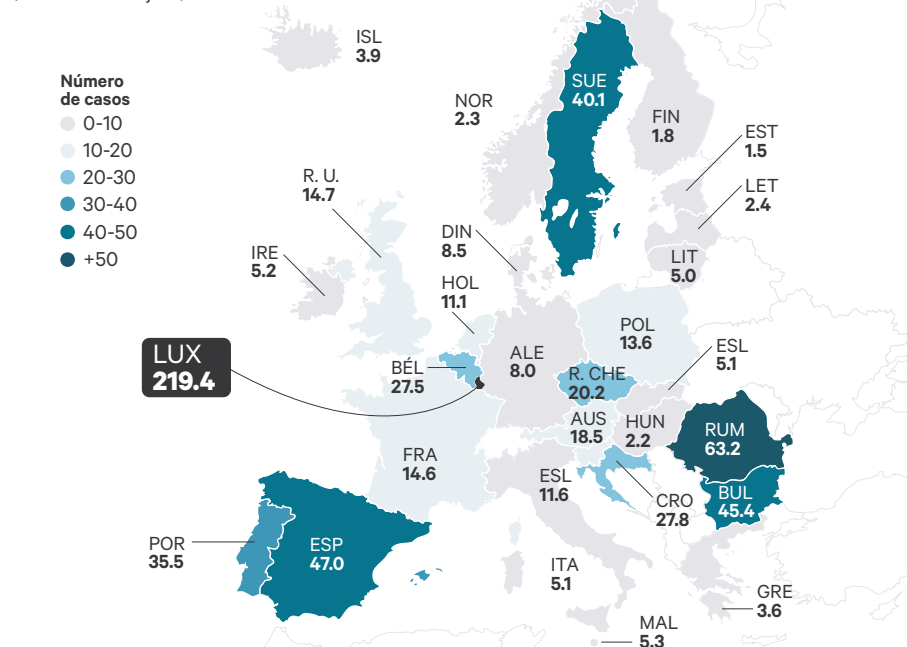 ISL
3.9
Número
de casos
0-10
10-20
20-30
30-40
40-50
+50
SUE
40.1
NOR
2.3
FIN
1.8
EST
1.5
LET
2.4
R. U.
14.7
DIN
8.5
IRE
5.2
LIT
5.0
HOL
11.1
POL
13.6
LUX
219.4
BÉL
27.5
ALE
8.0
R. CHE
20.2
ESL
5.1
AUS
18.5
HUN
2.2
RUM
63.2
FRA
14.6
ESL
11.6
CRO
27.8
BUL
45.4
POR
35.5
ESP
47.0
ITA
5.1
GRE
3.6
MAL
5.3